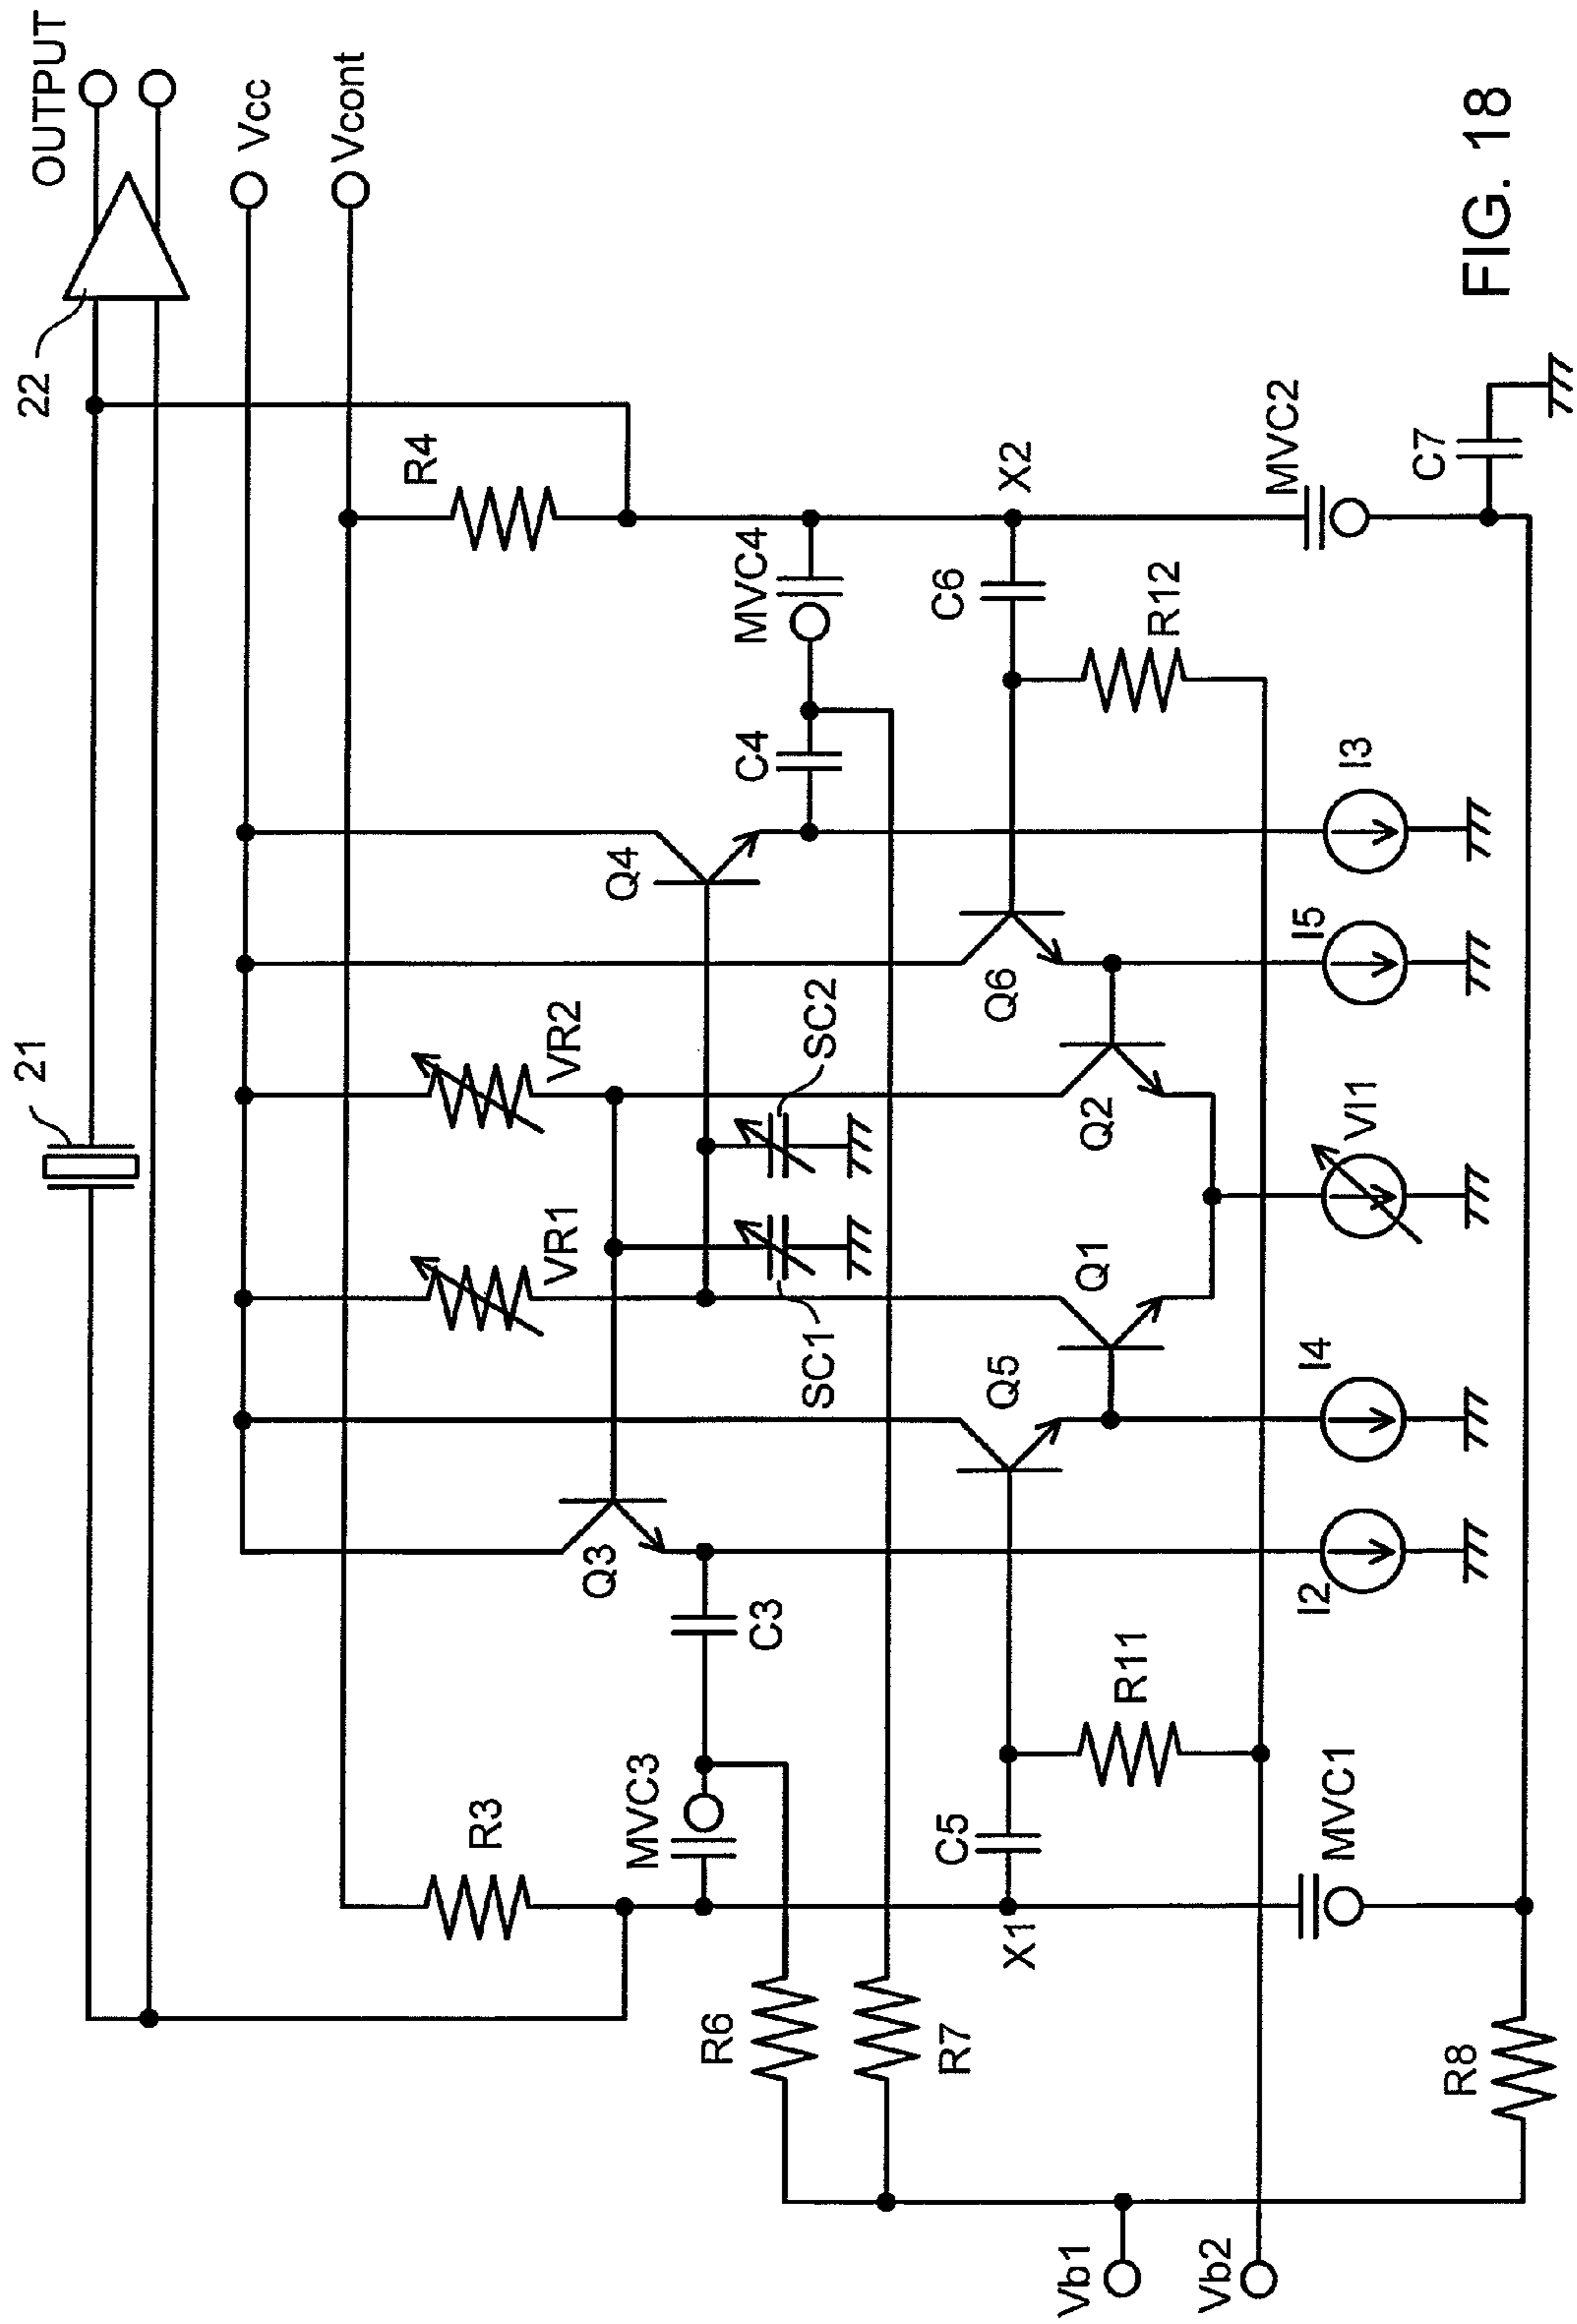 21
22
OUTPUT
Vcc
Vcont
R3
R4
VR1
VR2
MVC3
C3
Q3
Q4
C4
MVC4
SC1
SC2
R6
R7
X1
C5
Q5
Q6
C6
X2
R11
Q1
Q2
R12
Vb1
Vb2
MVC1
I2
I4
VI1
I5
I3
MVC2
R8
C7
FIG. 18